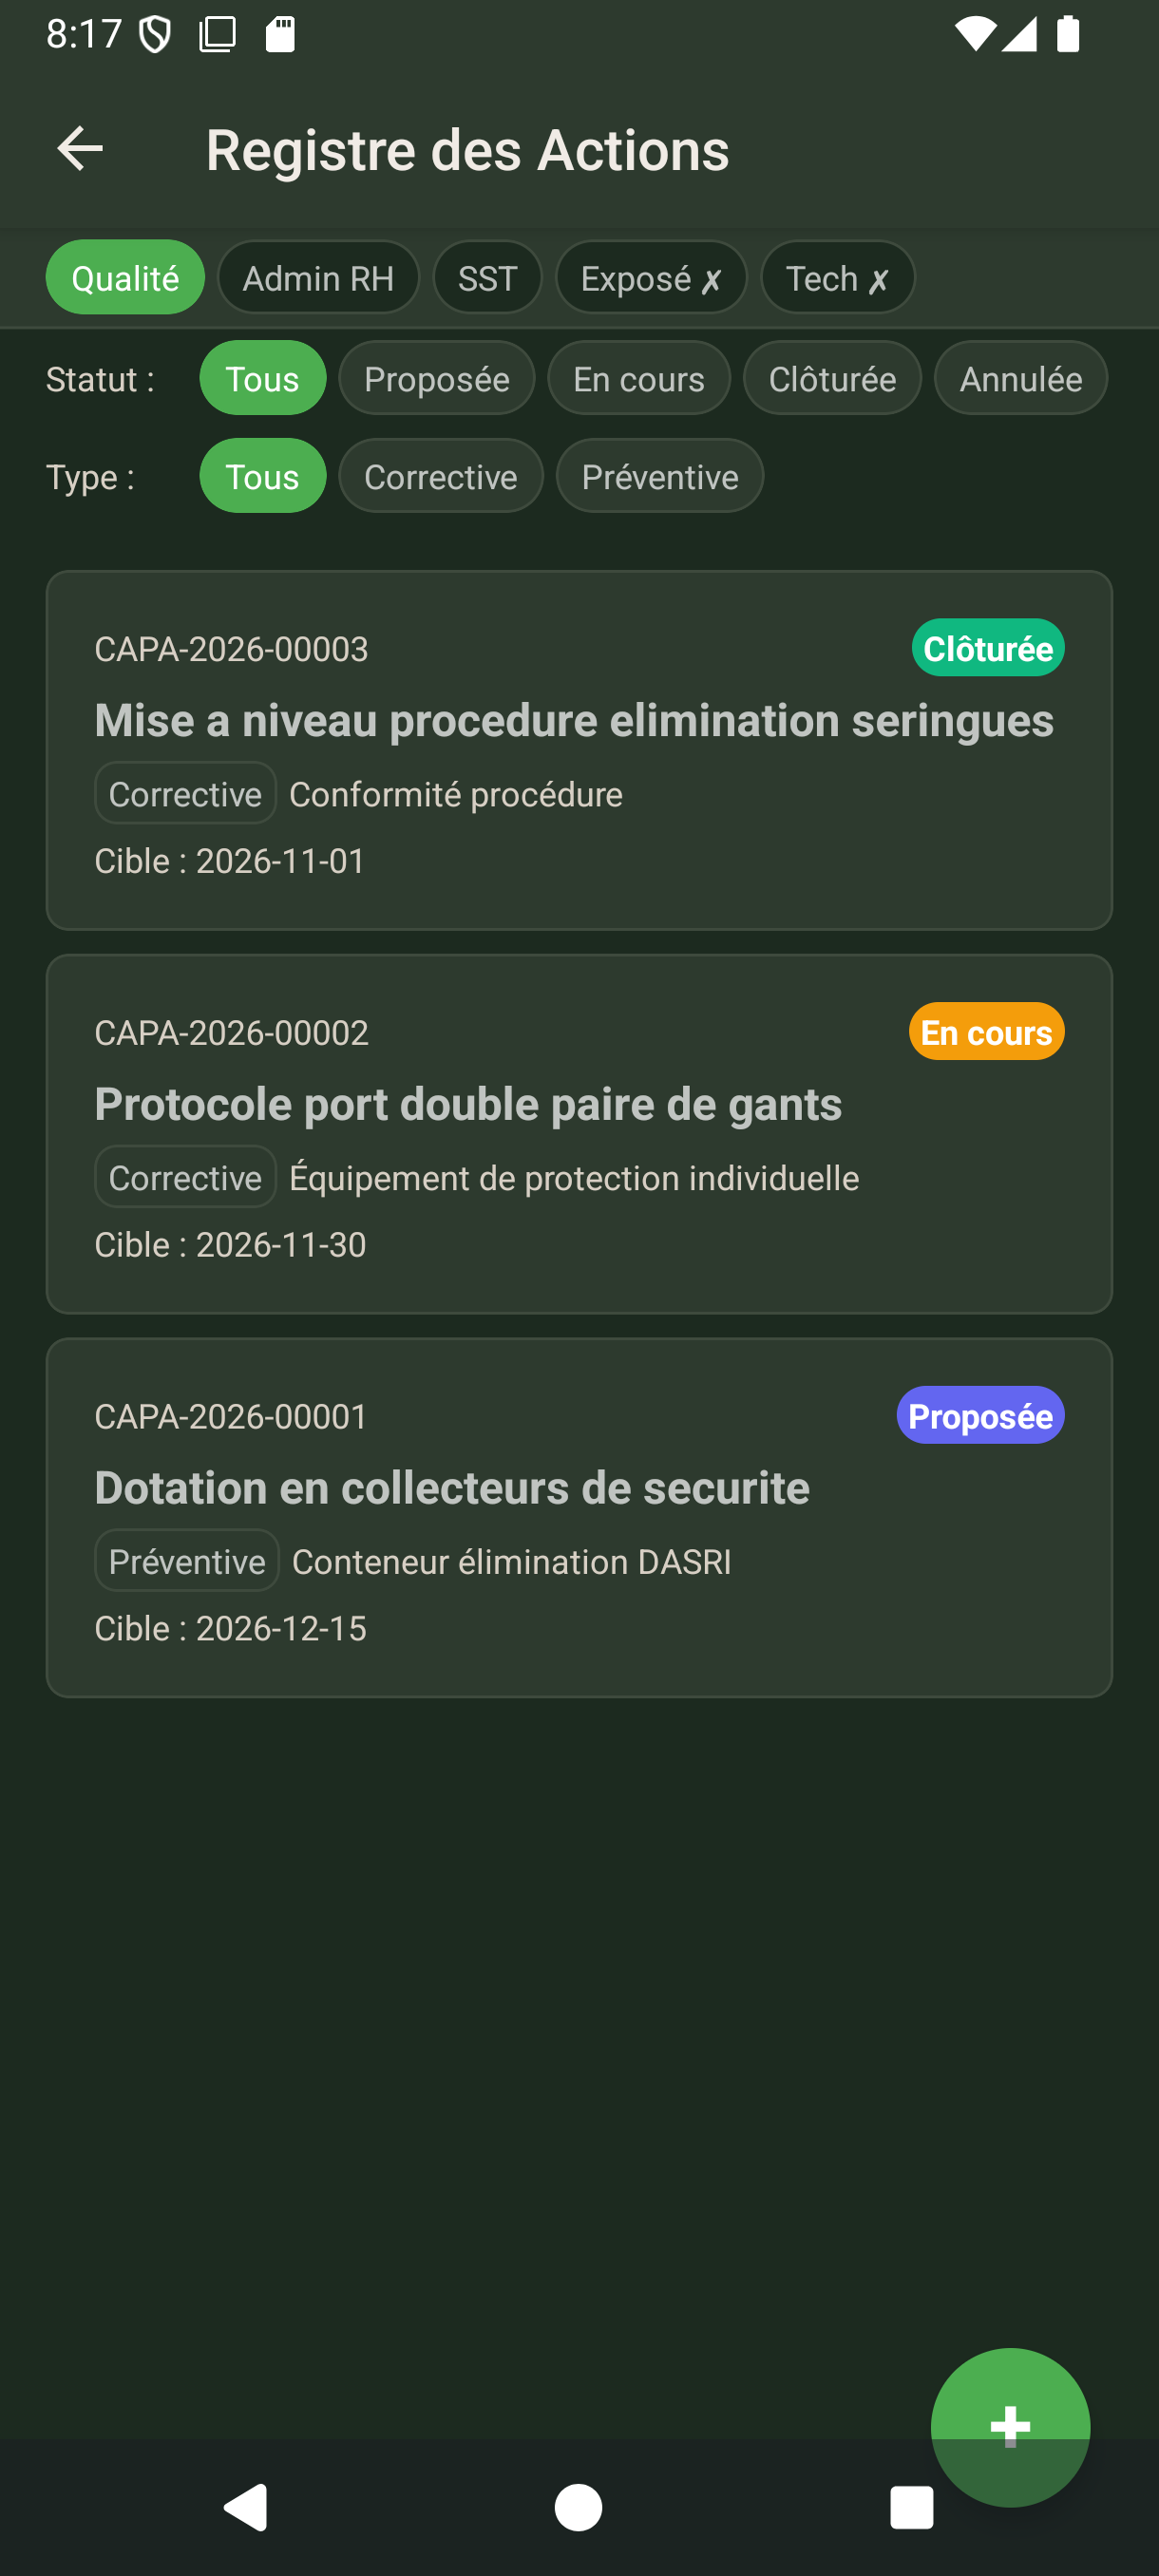 8:17
Registre des Actions
Qualité Admin RH SST Exposé ✗ Tech ✗
Statut : Tous Proposée En cours Clôturée Annulée
Type : Tous Corrective Préventive
CAPA-2026-00003 Clôturée
Mise a niveau procedure elimination seringues
Corrective Conformité procédure
Cible : 2026-11-01
CAPA-2026-00002 En cours
Protocole port double paire de gants
Corrective Équipement de protection individuelle
Cible : 2026-11-30
CAPA-2026-00001 Proposée
Dotation en collecteurs de securite
Préventive Conteneur élimination DASRI
Cible : 2026-12-15
+